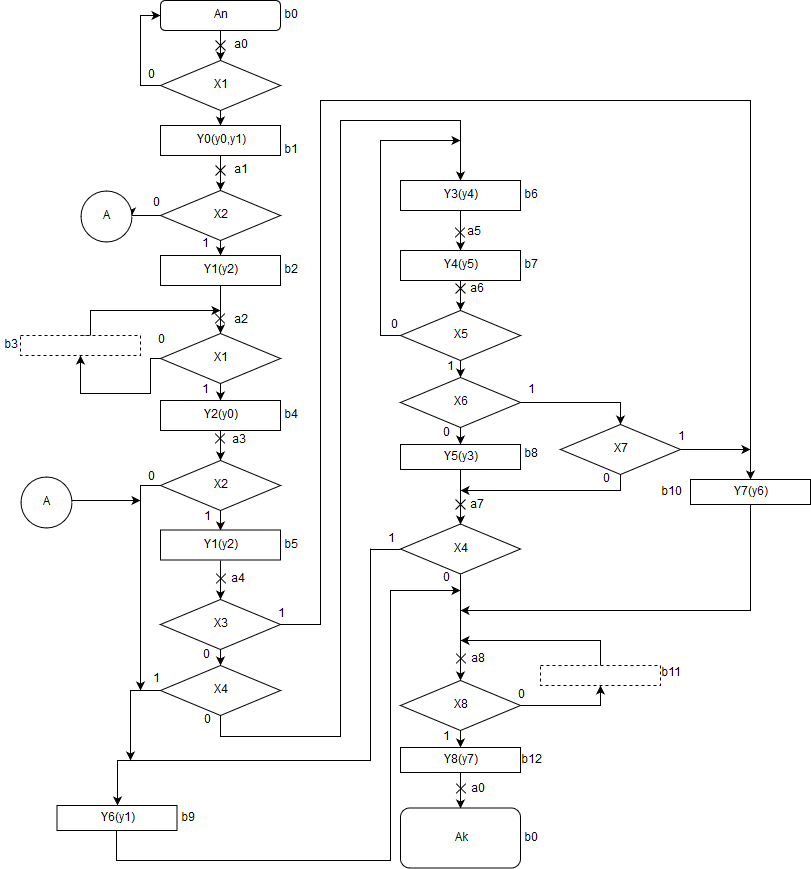 An
b0
a0
0
X1
Y0(y0,y1)
b1
a1
0
A
X2
1
Y1(y2)
b2
a2
b3
0
X1
1
Y2(y0)
b4
a3
0
X2
A
1
Y1(y2)
b5
a4
X3
1
0
1
X4
0
Y6(y1)
b9
Y3(y4)
b6
a5
Y4(y5)
b7
a6
0
X5
1
X6
1
0
Y5(y3)
b8
X7
1
0
b10
Y7(y6)
a7
1
X4
0
a8
b11
X8
0
1
Y8(y7)
b12
a0
Ak
b0